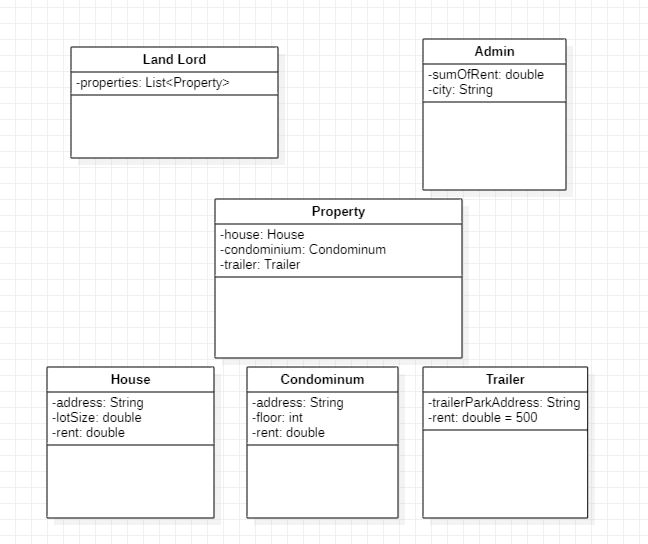 Land Lord
-properties: List<Property>
Admin
-sumOfRent: double
-city: String
Property
-house: House
-condominium: Condominum
-trailer: Trailer
House
-address: String
-lotSize: double
-rent: double
Condominum
-address: String
-floor: int
-rent: double
Trailer
-trailerParkAddress: String
-rent: double = 500